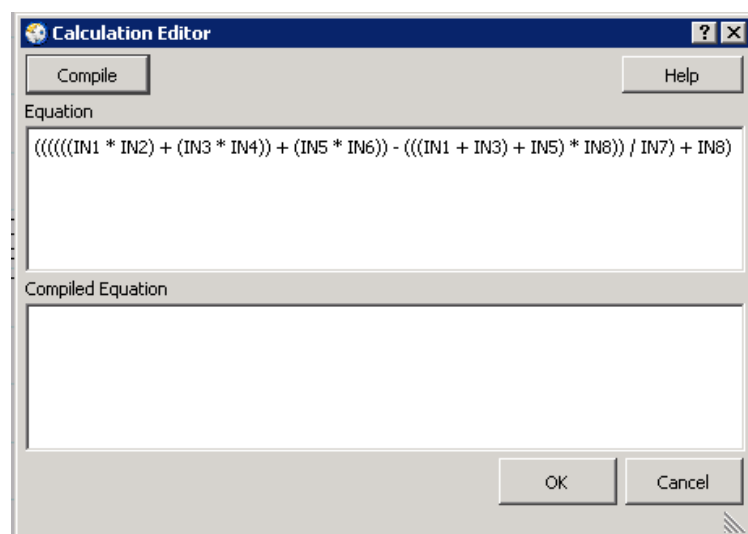 Calculation Editor
Compile
Help
Equation
((((((IN1 * IN2) + (IN3 * IN4)) + (IN5 * IN6)) - (((IN1 + IN3) + IN5) * IN8)) / IN7) + IN8)
Compiled Equation
OK
Cancel